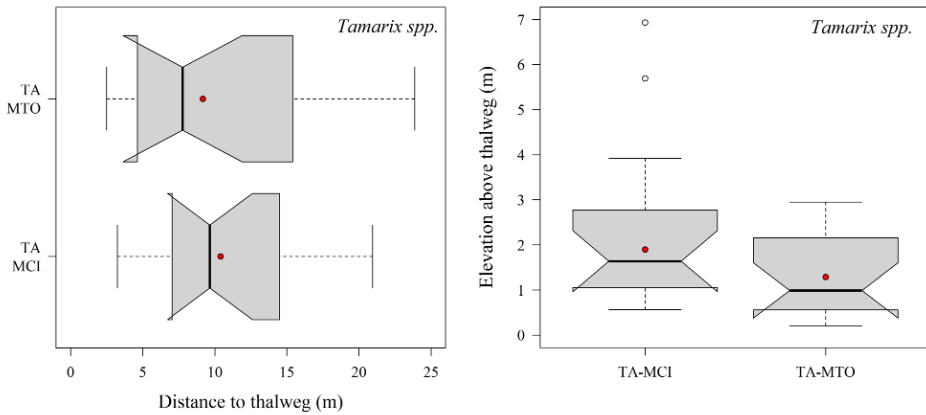 Tamarix spp.
TA
MTO
TA
MCI
0 5 10 15 20 25
Distance to thalweg (m)
Tamarix spp.
Elevation above thalweg (m)
7
6
5
4
3
2
1
0
TA-MCI TA-MTO